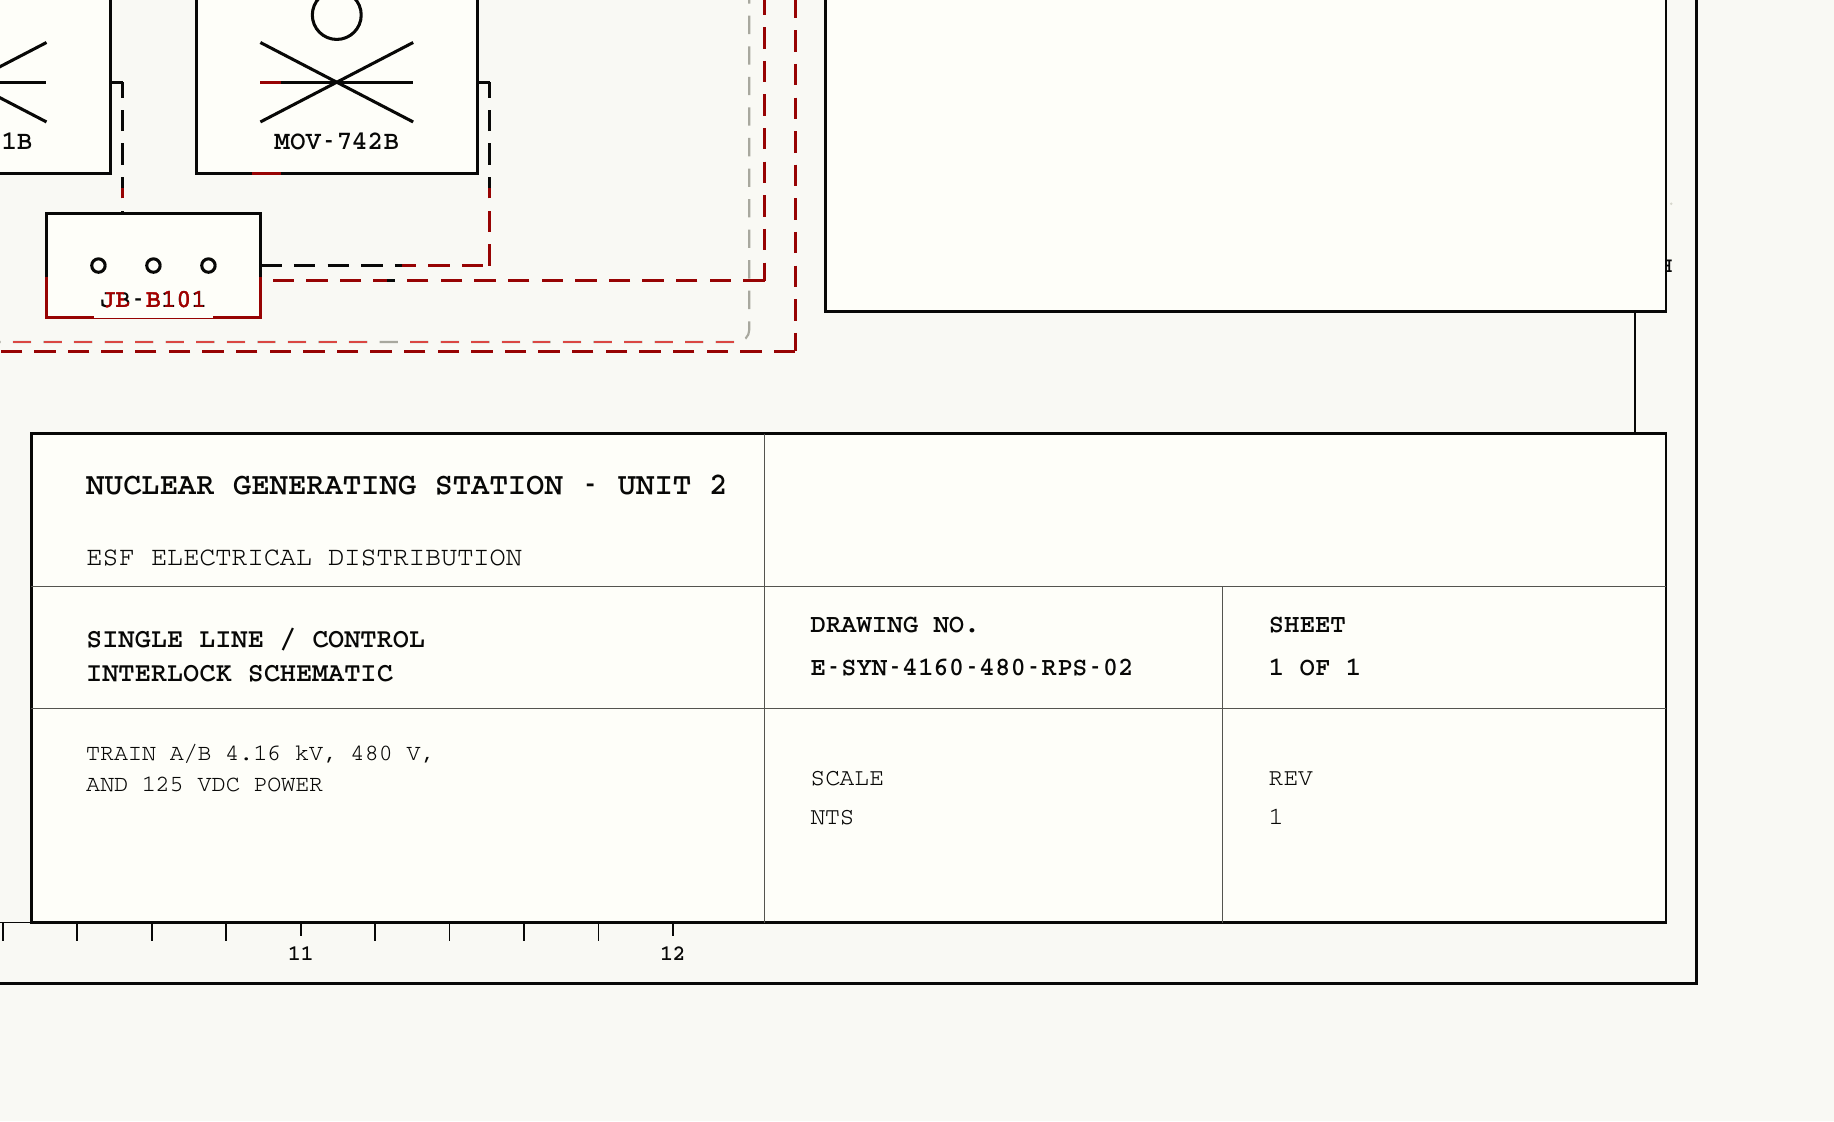 1B
MOV-742B
JB-B101
H
NUCLEAR GENERATING STATION - UNIT 2
ESF ELECTRICAL DISTRIBUTION
SINGLE LINE / CONTROL
INTERLOCK SCHEMATIC
DRAWING NO.
E-SYN-4160-480-RPS-02
SHEET
1 OF 1
TRAIN A/B 4.16 kV, 480 V,
AND 125 VDC POWER
SCALE
NTS
REV
1
11
12